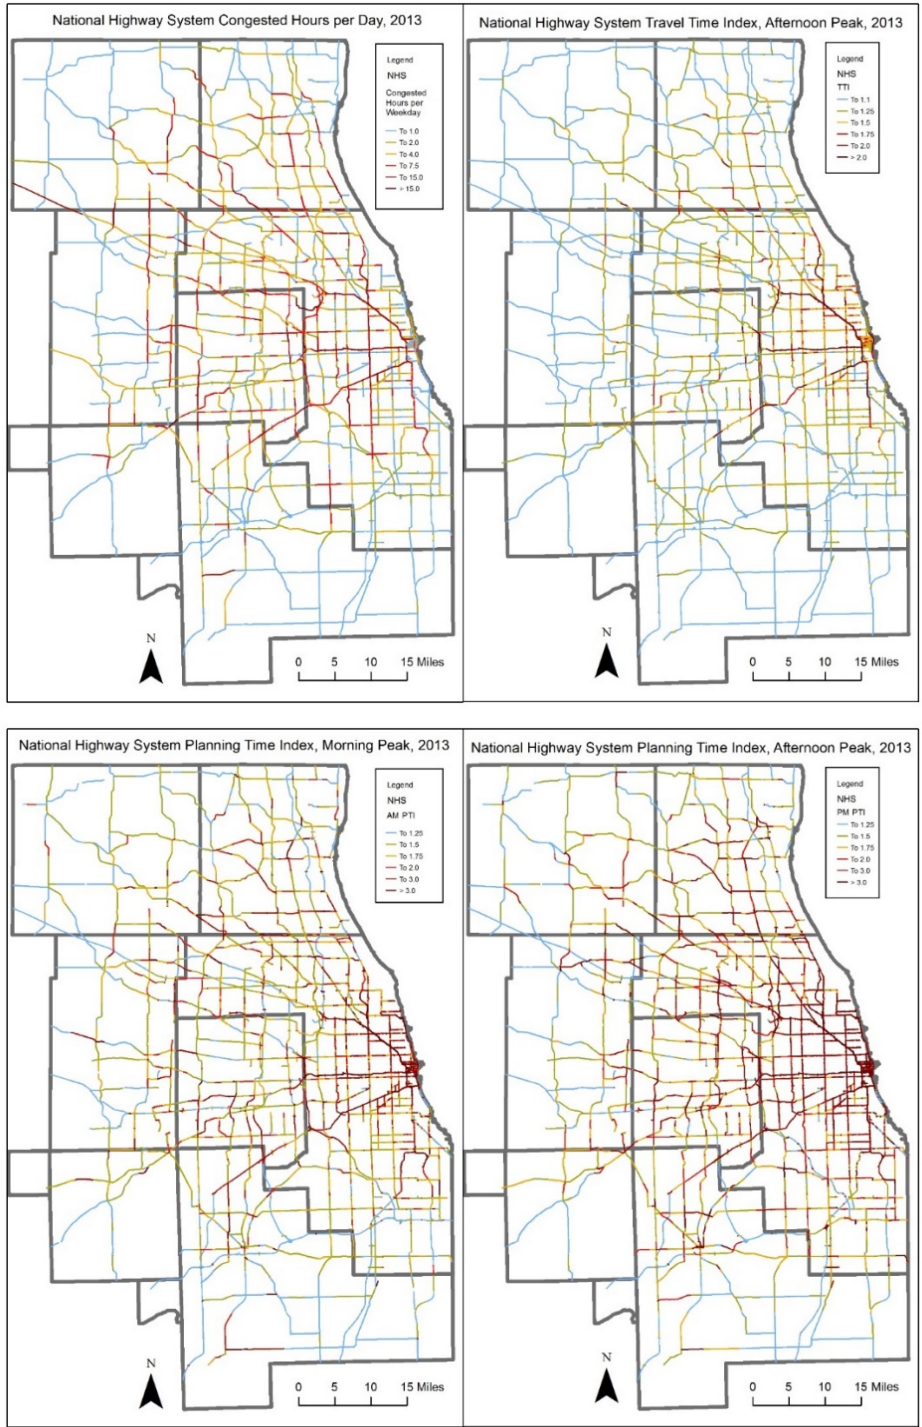 National Highway System Congested Hours per Day, 2013
Legend
NHS
Congested
Hours per
Weekday
To 1.0
To 2.0
To 4.0
To 7.5
To 15.0
> 15.0
N
0 5 10 15 Miles
National Highway System Travel Time Index, Afternoon Peak, 2013
Legend
NHS
TTI
To 1.1
To 1.25
To 1.5
To 1.75
To 2.0
> 2.0
N
0 5 10 15 Miles
National Highway System Planning Time Index, Morning Peak, 2013
Legend
NHS
AM PTI
To 1.25
To 1.5
To 1.75
To 2.0
To 3.0
> 3.0
N
0 5 10 15 Miles
National Highway System Planning Time Index, Afternoon Peak, 2013
Legend
NHS
PM PTI
To 1.25
To 1.5
To 1.75
To 2.0
To 3.0
> 3.0
N
0 5 10 15 Miles